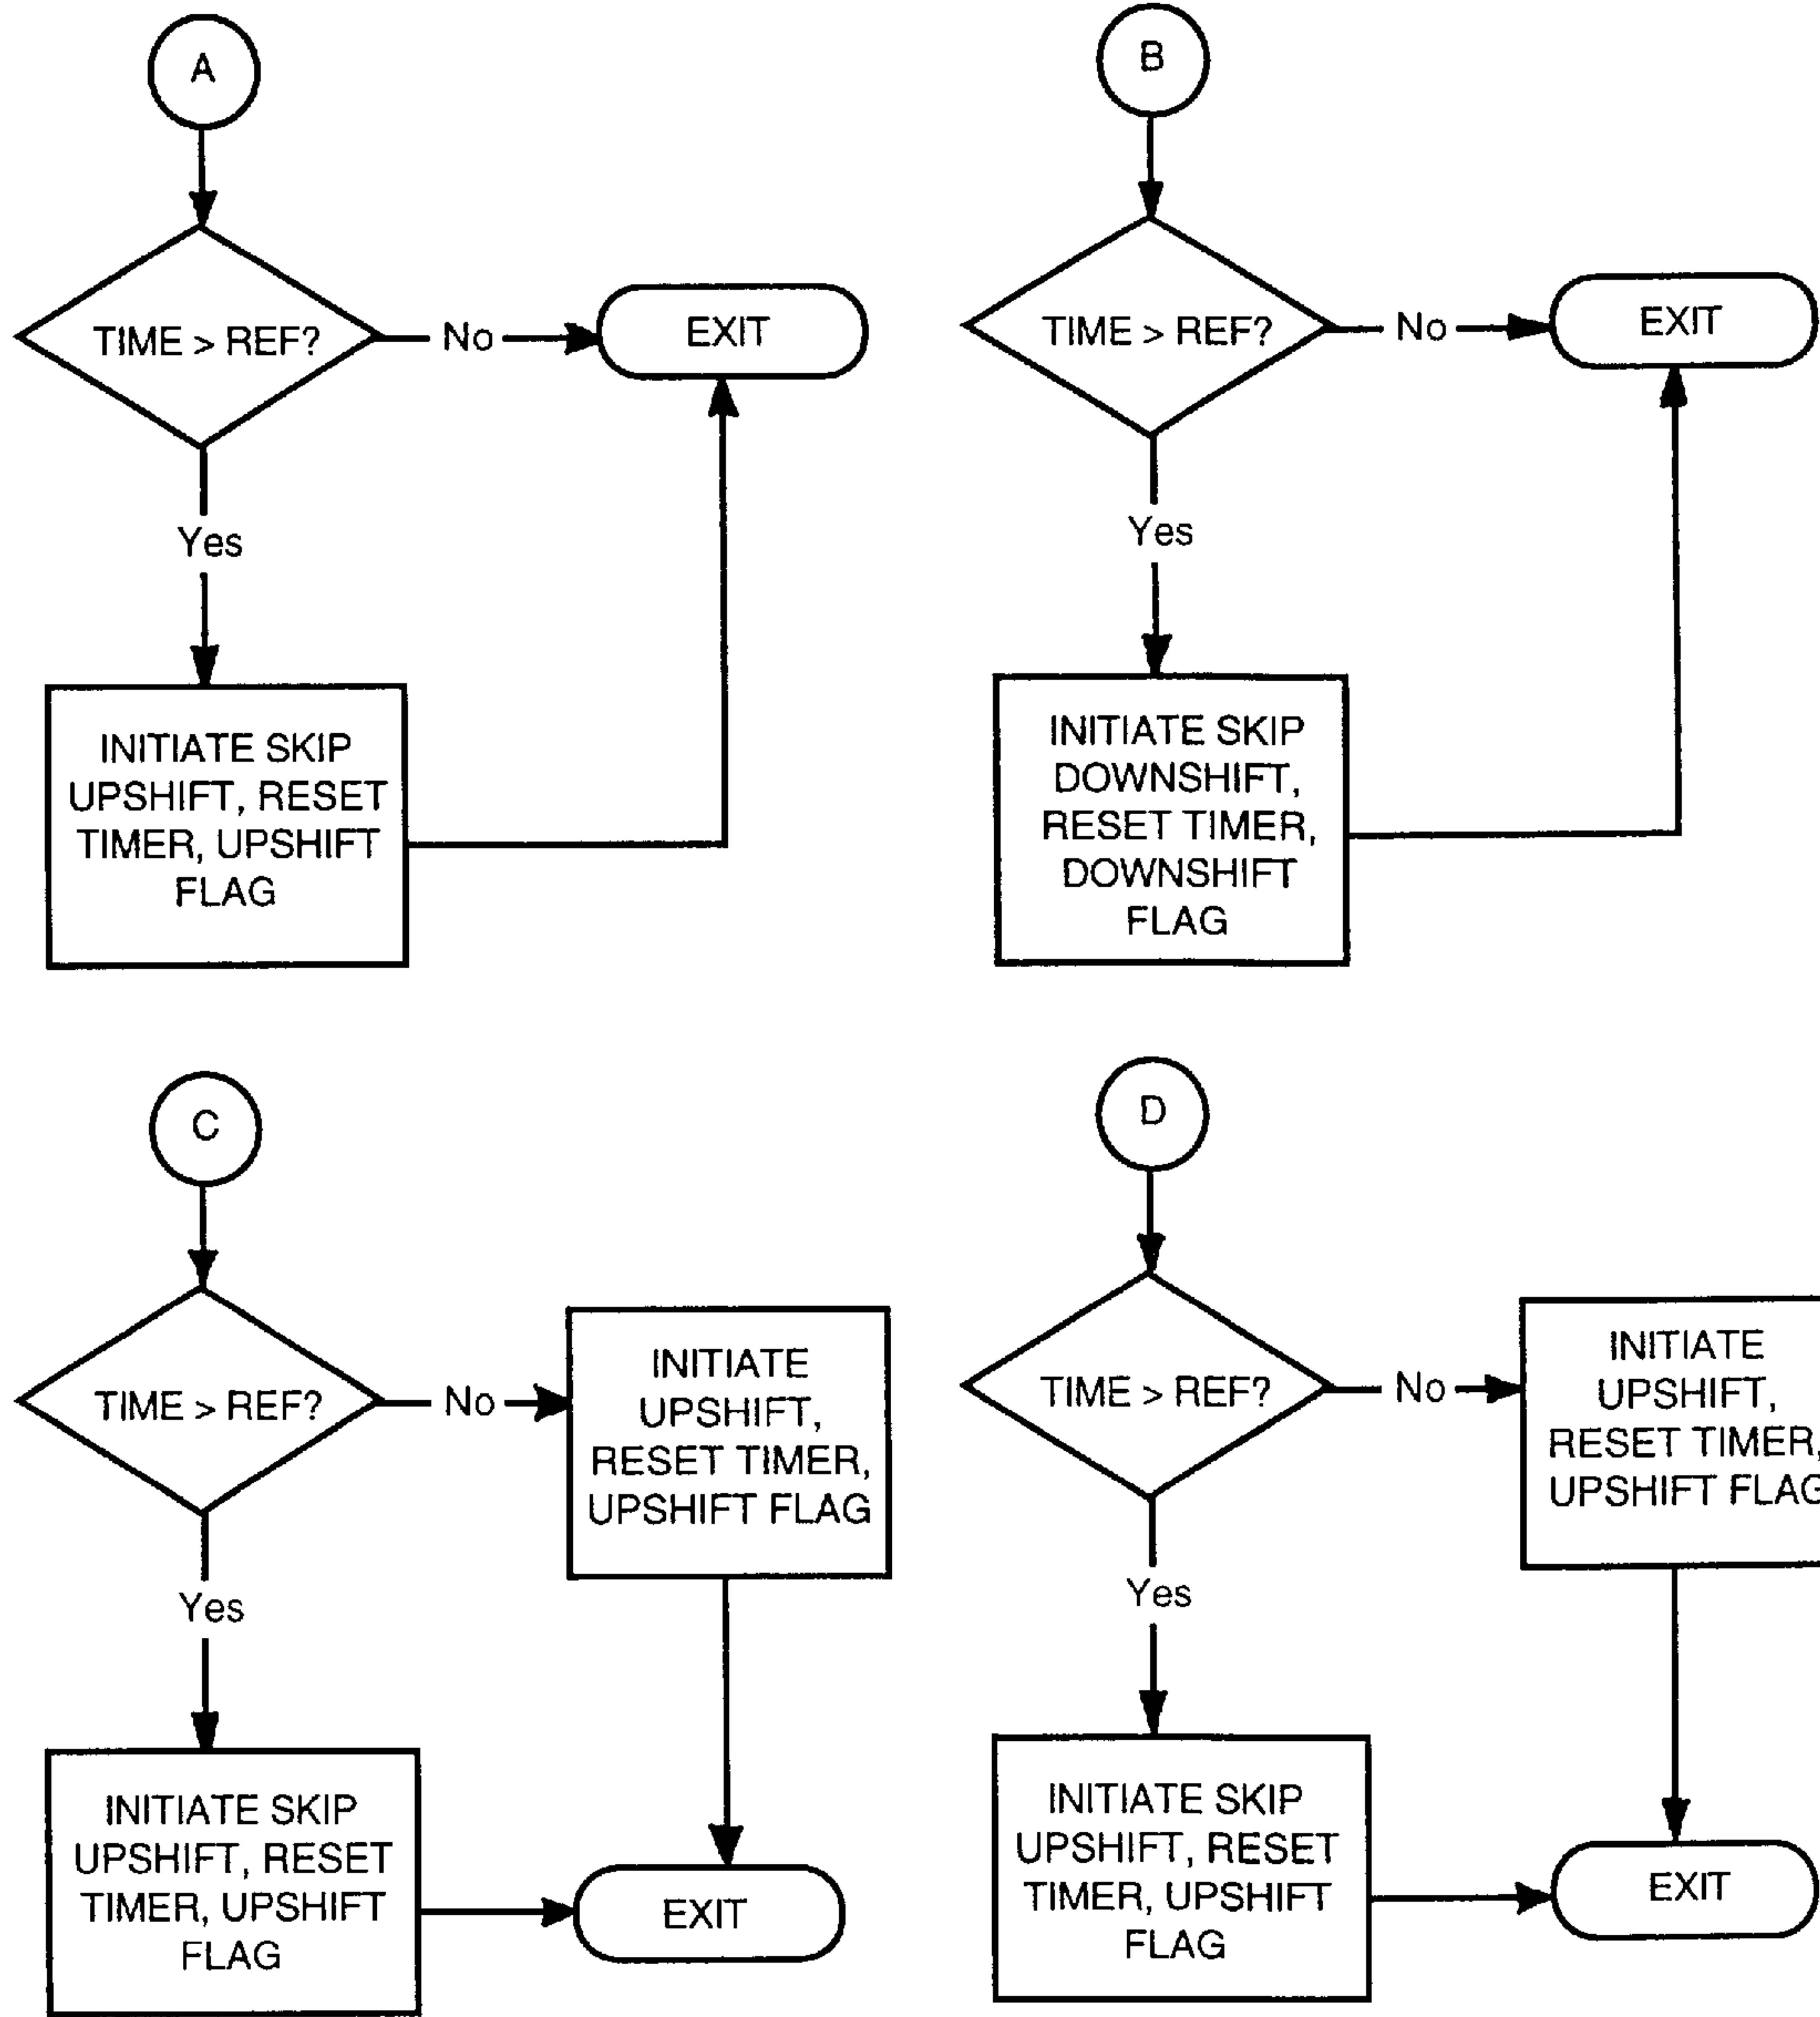 A
TIME > REF?
No
EXIT
Yes
INITIATE SKIP
UPSHIFT, RESET
TIMER, UPSHIFT
FLAG
B
TIME > REF?
No
EXIT
Yes
INITIATE SKIP
DOWNSHIFT,
RESET TIMER,
DOWNSHIFT
FLAG
C
TIME > REF?
No
INITIATE
UPSHIFT,
RESET TIMER,
UPSHIFT FLAG
Yes
INITIATE SKIP
UPSHIFT, RESET
TIMER, UPSHIFT
FLAG
EXIT
D
TIME > REF?
No
INITIATE
UPSHIFT,
RESET TIMER,
UPSHIFT FLAG
Yes
INITIATE SKIP
UPSHIFT, RESET
TIMER, UPSHIFT
FLAG
EXIT